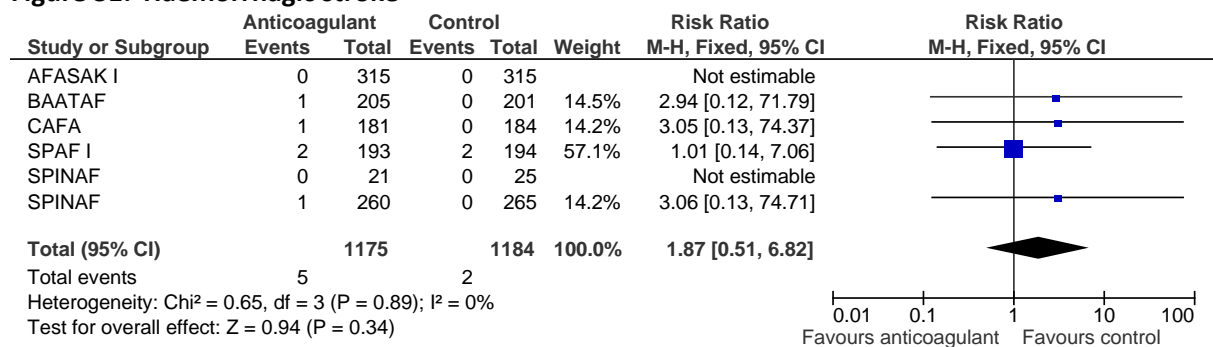 Anticoagulant Control Risk Ratio Risk Ratio
Study or Subgroup Events Total Events Total Weight M-H, Fixed, 95% CI M-H, Fixed, 95% CI
AFASAK I 0 315 0 315 Not estimable
BAATAF 1 205 0 201 14.5% 2.94 [0.12, 71.79]
CAFA 1 181 0 184 14.2% 3.05 [0.13, 74.37]
SPAF I 2 193 2 194 57.1% 1.01 [0.14, 7.06]
SPINAF 0 21 0 25 Not estimable
SPINAF 1 260 0 265 14.2% 3.06 [0.13, 74.71]
Total (95% CI) 1175 1184 100.0% 1.87 [0.51, 6.82]
Total events 5 2
Heterogeneity: Chi² = 0.65, df = 3 (P = 0.89); I² = 0%
Test for overall effect: Z = 0.94 (P = 0.34)
0.01 0.1 1 10 100
Favours anticoagulant Favours control